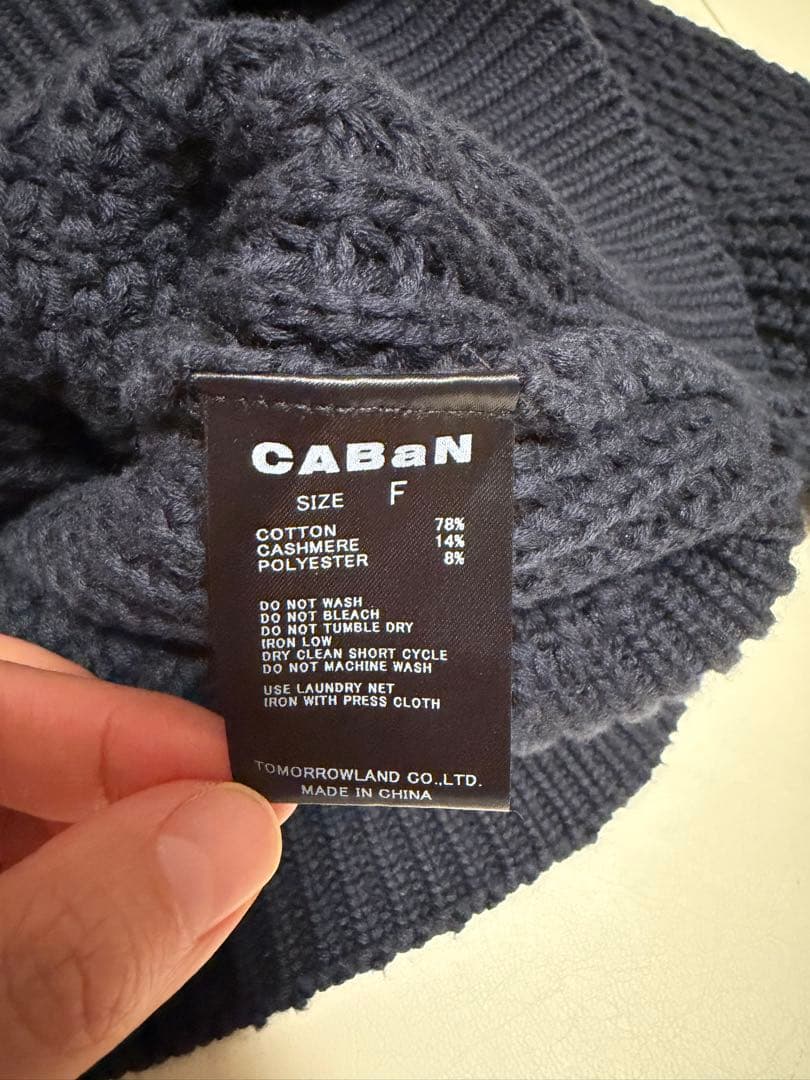 CABaN
SIZE F
COTTON 78%
CASHMERE 14%
POLYESTER 8%
DO NOT WASH
DO NOT BLEACH
DO NOT TUMBLE DRY
IRON LOW
DRY CLEAN SHORT CYCLE
DO NOT MACHINE WASH
USE LAUNDRY NET
IRON WITH PRESS CLOTH
TOMORROWLAND CO.,LTD.
MADE IN CHINA